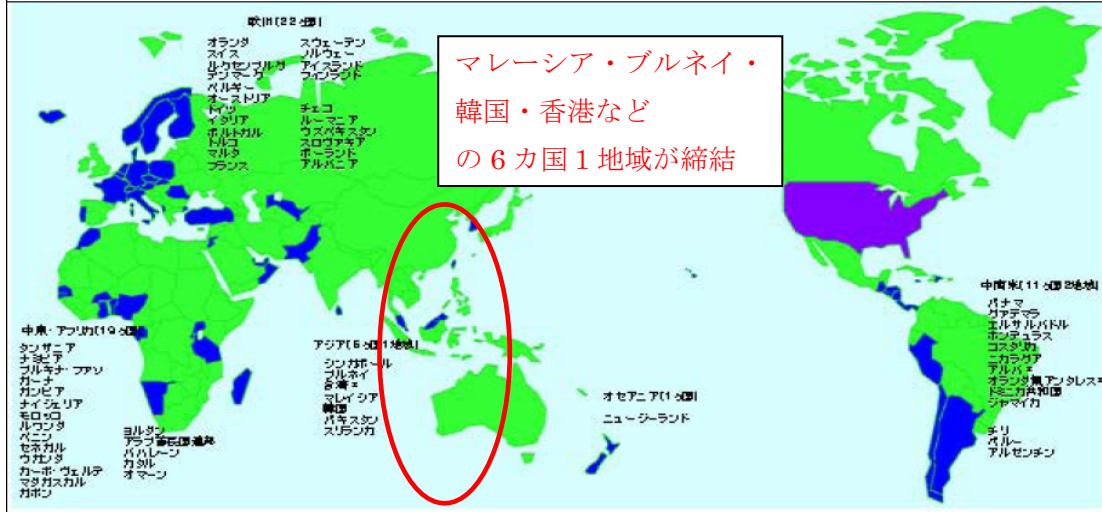 欧州(22ヶ国)
オランダ
スイス
ルクセンブルグ
デンマーク
ベルギー
オーストリア
ドイツ
イタリア
ポルトガル
トルコ
マルタ
フランス
スウェーデン
ノルウェー
アイスランド
フィンランド
チェコ
ルーマニア
ウズベキスタン
スロヴァキア
ポーランド
アルバニア
マレーシア・ブルネイ・
韓国・香港など
の6カ国1地域が締結
中東・アフリカ(19ヶ国)
タンザニア
ナミビア
ブルキナ・ファソ
ガーナ
ガンビア
ナイジェリア
モロッコ
ルワンダ
ベニン
セネガル
ウガンダ
カーボ・ヴェルデ
マダガスカル
ガボン
ヨルダン
アラブ首長国連邦
バハレーン
カタル
オマーン
アジア(6ヶ国1地域)
シンガポール
ブルネイ
台湾*
マレイシア
韓国
パキスタン
スリランカ
オセアニア(1ヶ国)
ニュージーランド
中南米(11ヶ国2地域)
パナマ
グァテマラ
エルサルバドル
ホンデュラス
コスタリカ
ニカラグア
アルバ*
オランダ領アンタレス*
ドミニカ共和国
ジャマイカ
チリ
ペルー
アルゼンチン